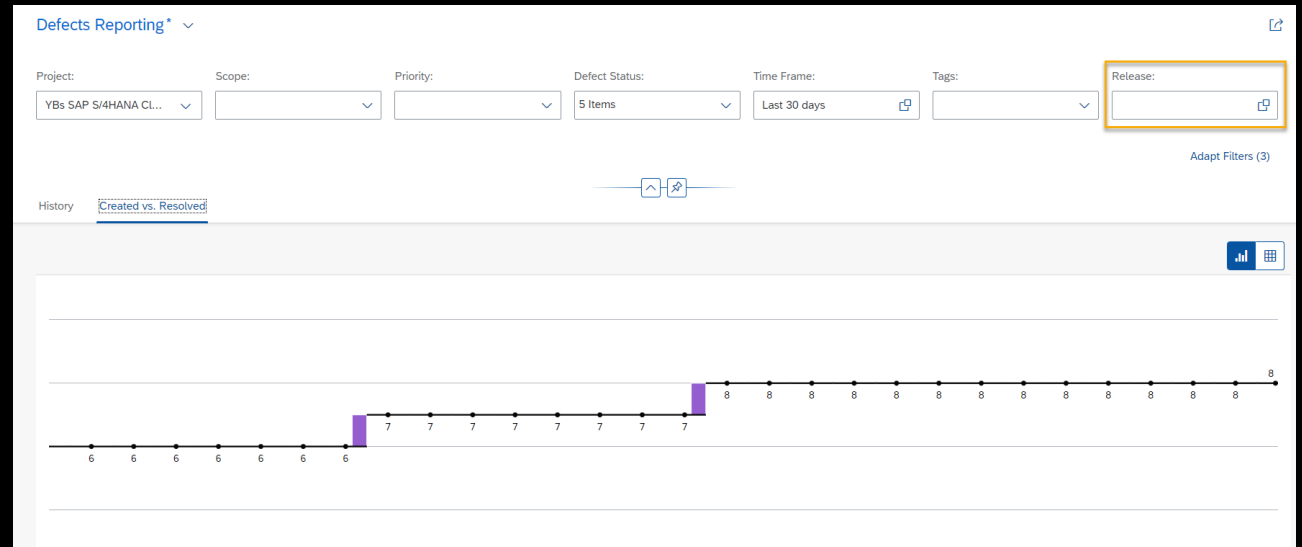 Defects Reporting*
Project: Scope: Priority: Defect Status: Time Frame: Tags: Release:
YBs SAP S/4HANA Cl... 5 Items Last 30 days
Adapt Filters (3)
History Created vs. Resolved
8
8 8 8 8 8 8 8 8 8 8 8 8 8
7 7 7 7 7 7 7 7
6 6 6 6 6 6 6